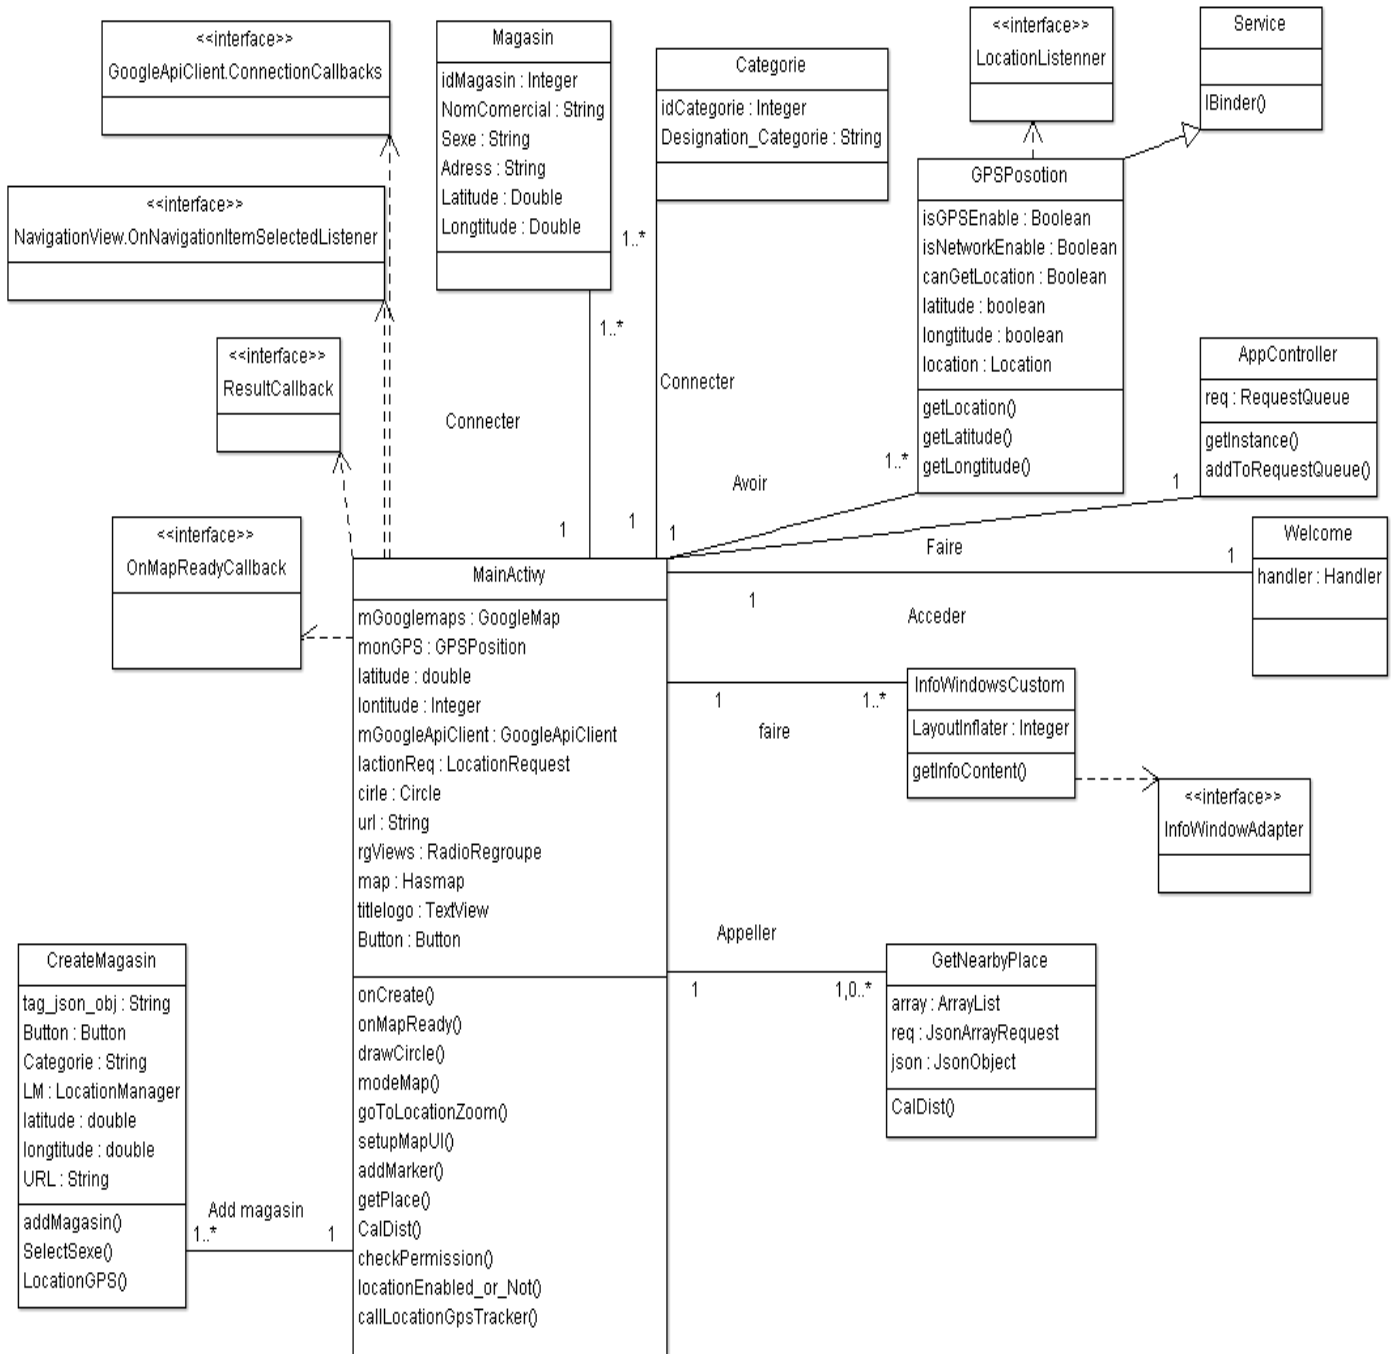 <<interface>>
GoogleApiClient.ConnectionCallbacks
<<interface>>
NavigationView.OnNavigationItemSelectedListener
<<interface>>
ResultCallback
<<interface>>
OnMapReadyCallback
Magasin
idMagasin : Integer
NomComercial : String
Sexe : String
Adress : String
Latitude : Double
Longtitude : Double
1..*
Connecter
1
Categorie
idCategorie : Integer
Designation_Categorie : String
1..*
Connecter
1
<<interface>>
LocationListenner
Service
IBinder()
GPSPosotion
isGPSEnable : Boolean
isNetworkEnable : Boolean
canGetLocation : Boolean
latitude : boolean
longtitude : boolean
location : Location
getLocation()
getLatitude()
getLongtitude()
1..*
Avoir
1
AppController
req : RequestQueue
getInstance()
addToRequestQueue()
1
Faire
Welcome
handler : Handler
1
1
Acceder
MainActivy
mGooglemaps : GoogleMap
monGPS : GPSPosition
latitude : double
lontitude : Integer
mGoogleApiClient : GoogleApiClient
lactionReq : LocationRequest
cirle : Circle
url : String
rgViews : RadioRegroupe
map : Hasmap
titlelogo : TextView
Button : Button
onCreate()
onMapReady()
drawCircle()
modeMap()
goToLocationZoom()
setupMapUI()
addMarker()
getPlace()
CalDist()
checkPermission()
locationEnabled_or_Not()
callLocationGpsTracker()
1
1..*
faire
InfoWindowsCustom
LayoutInflater : Integer
getInfoContent()
<<interface>>
InfoWindowAdapter
Appeller
1
1,0..*
GetNearbyPlace
array : ArrayList
req : JsonArrayRequest
json : JsonObject
CalDist()
CreateMagasin
tag_json_obj : String
Button : Button
Categorie : String
LM : LocationManager
latitude : double
longtitude : double
URL : String
addMagasin()
SelectSexe()
LocationGPS()
Add magasin
1..*
1